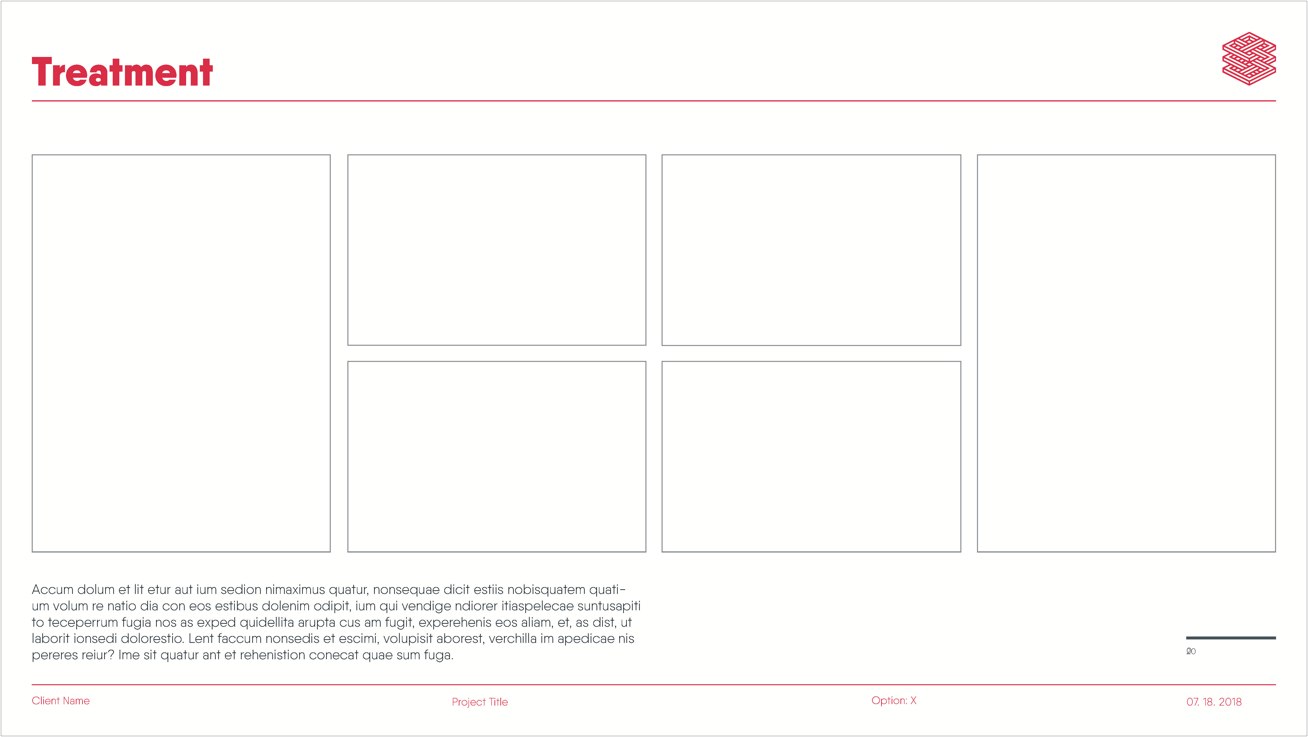 Treatment
Accum dolum et lit etur aut ium sedion nimaximus quatur, nonsequae dicit estiis nobisquatem quati-
um volum re natio dia con eos estibus dolenim odipit, ium qui vendige ndiorer itiaspelecae suntusapiti
to teceperrum fugia nos as exped quidellita arupta cus am fugit, experehenis eos aliam, et, as dist, ut
laborit ionsedi dolorestio. Lent faccum nonsedis et escimi, volupisit aborest, verchilla im apedicae nis
pereres reiur? Ime sit quatur ant et rehenistion conecat quae sum fuga.
Client Name
Project Title
Option: X
07. 18. 2018